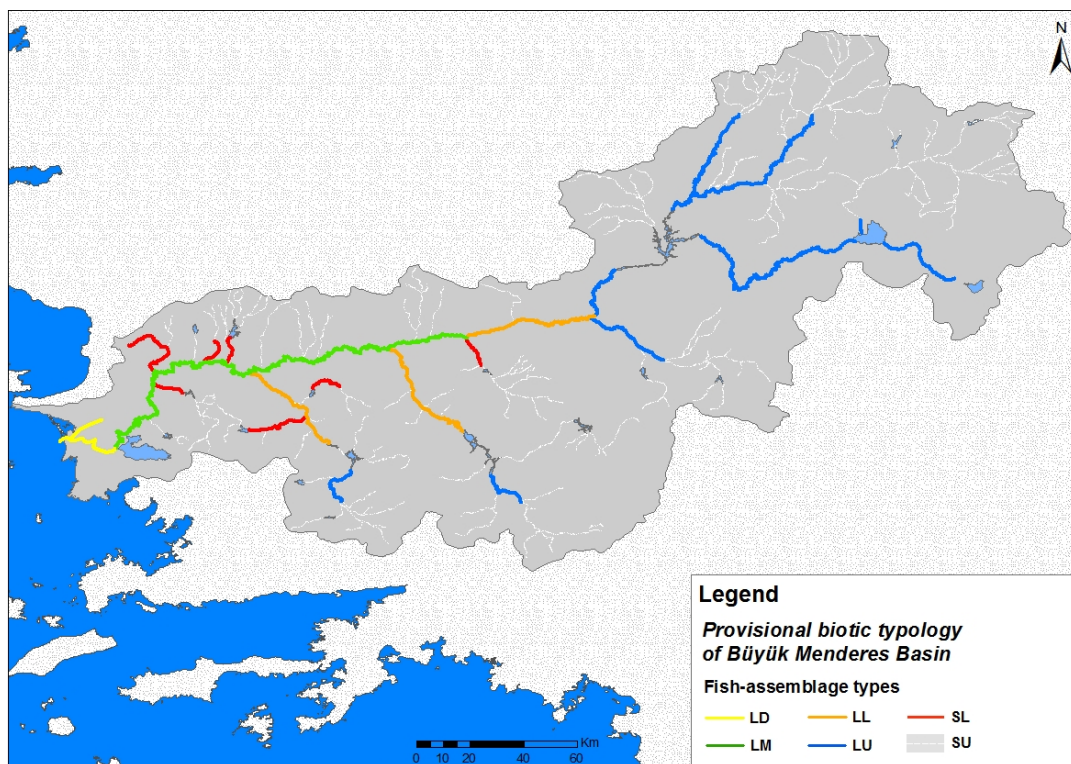 N
Km
0 10 20 40 60
Legend
Provisional biotic typology
of Büyük Menderes Basin
Fish-assemblage types
LD LL SL
LM LU SU